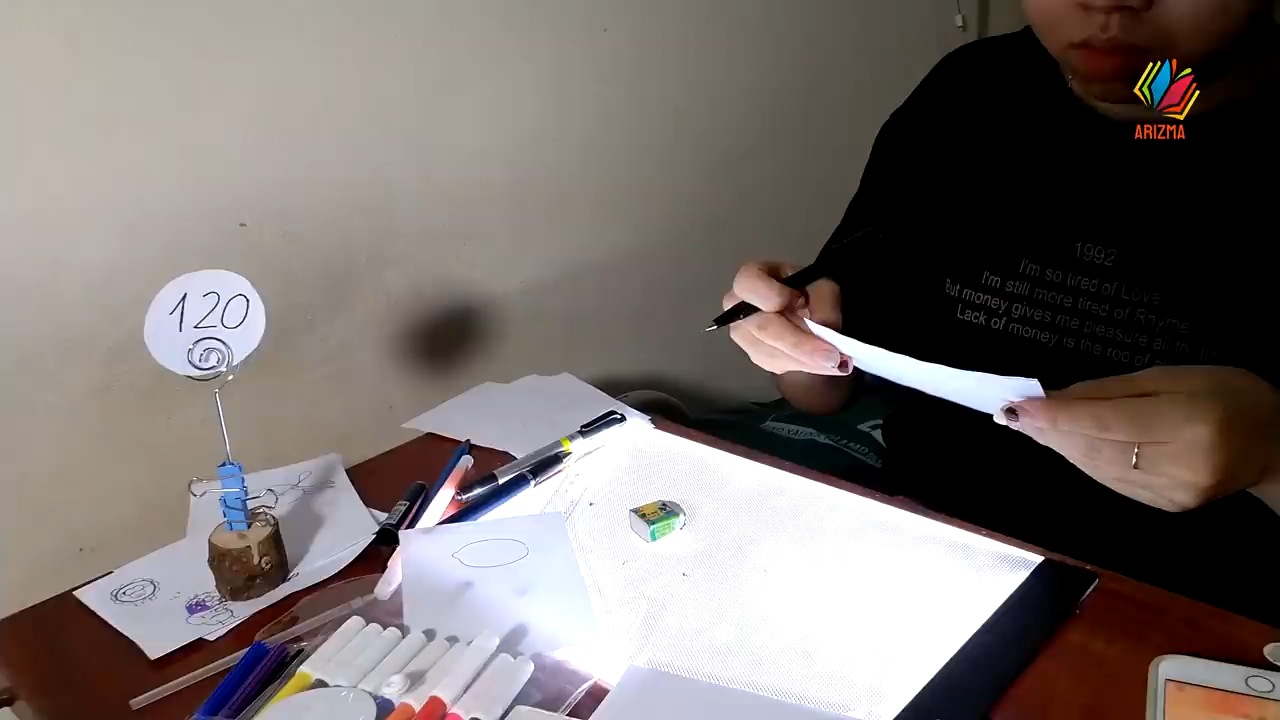 120
ARIZMA
1992
I'm so tired of Love
I'm still more tired of Rhyme
But money gives me pleasure all the
Lack of money is the roo of